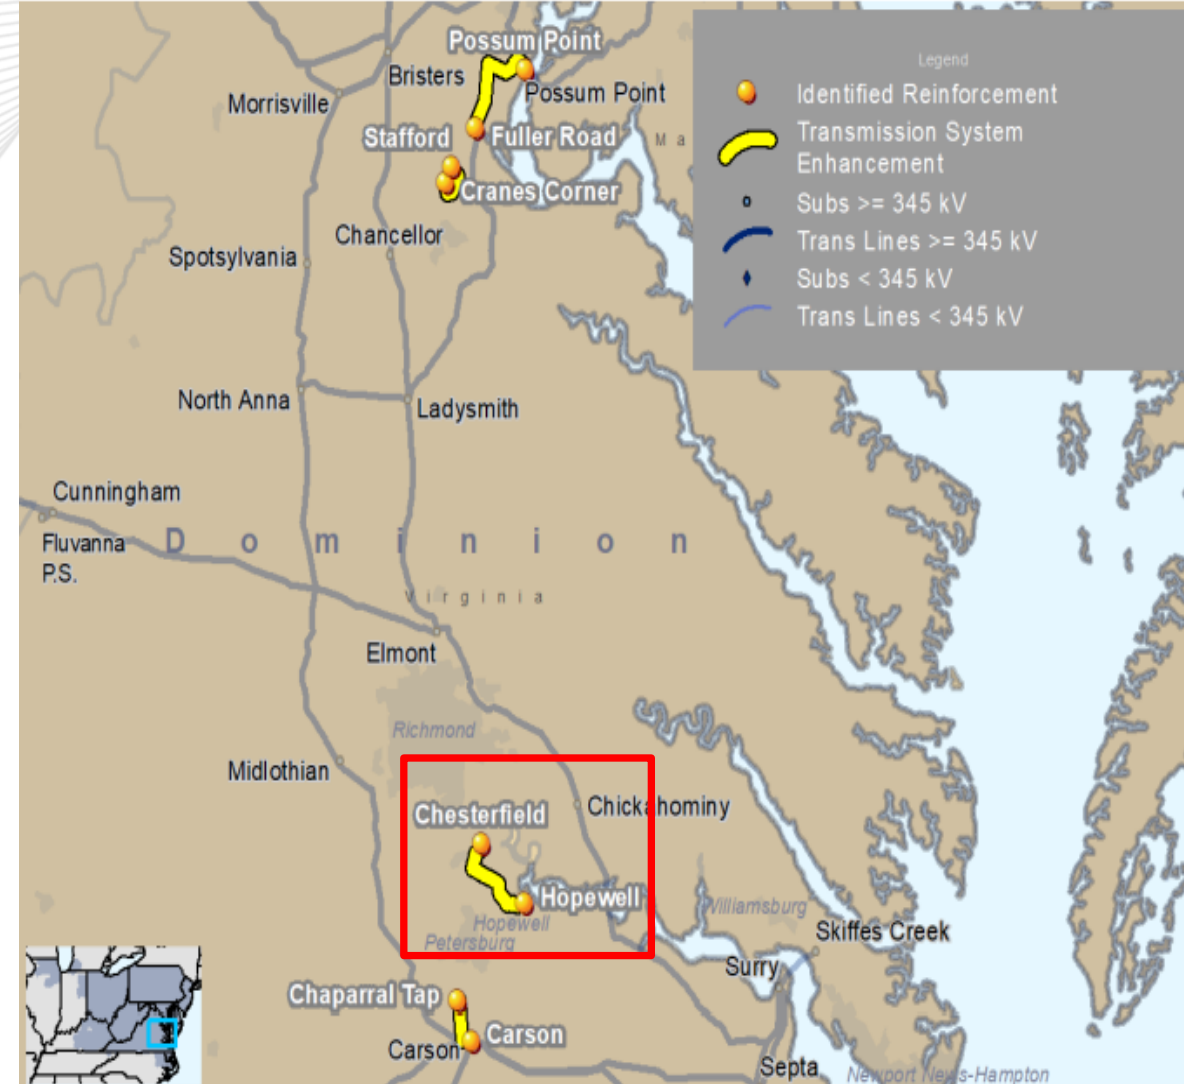 Possum Point
Bristers
Possum Point
Morrisville
Stafford
Fuller Road
M a
Cranes Corner
Chancellor
Spotsylvania
Legend
Identified Reinforcement
Transmission System
Enhancement
Subs >= 345 kV
Trans Lines >= 345 kV
Subs < 345 kV
Trans Lines < 345 kV
North Anna
Ladysmith
Cunningham
Fluvanna
P.S.
D o m i n i o n
V i r g i n i a
Elmont
Richmond
Midlothian
Chesterfield
Chickahominy
Hopewell
Hopewell
Petersburg
Williamsburg
Skiffes Creek
Surry
Chaparral Tap
Carson
Carson
Septa
Newport News-Hampton